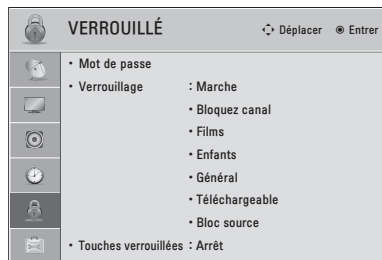 VERROUILLÉ Déplacer Entrer
• Mot de passe
• Verrouillage : Marche
• Bloquez canal
• Films
• Enfants
• Général
• Téléchargeable
• Bloc source
• Touches verrouillées : Arrêt